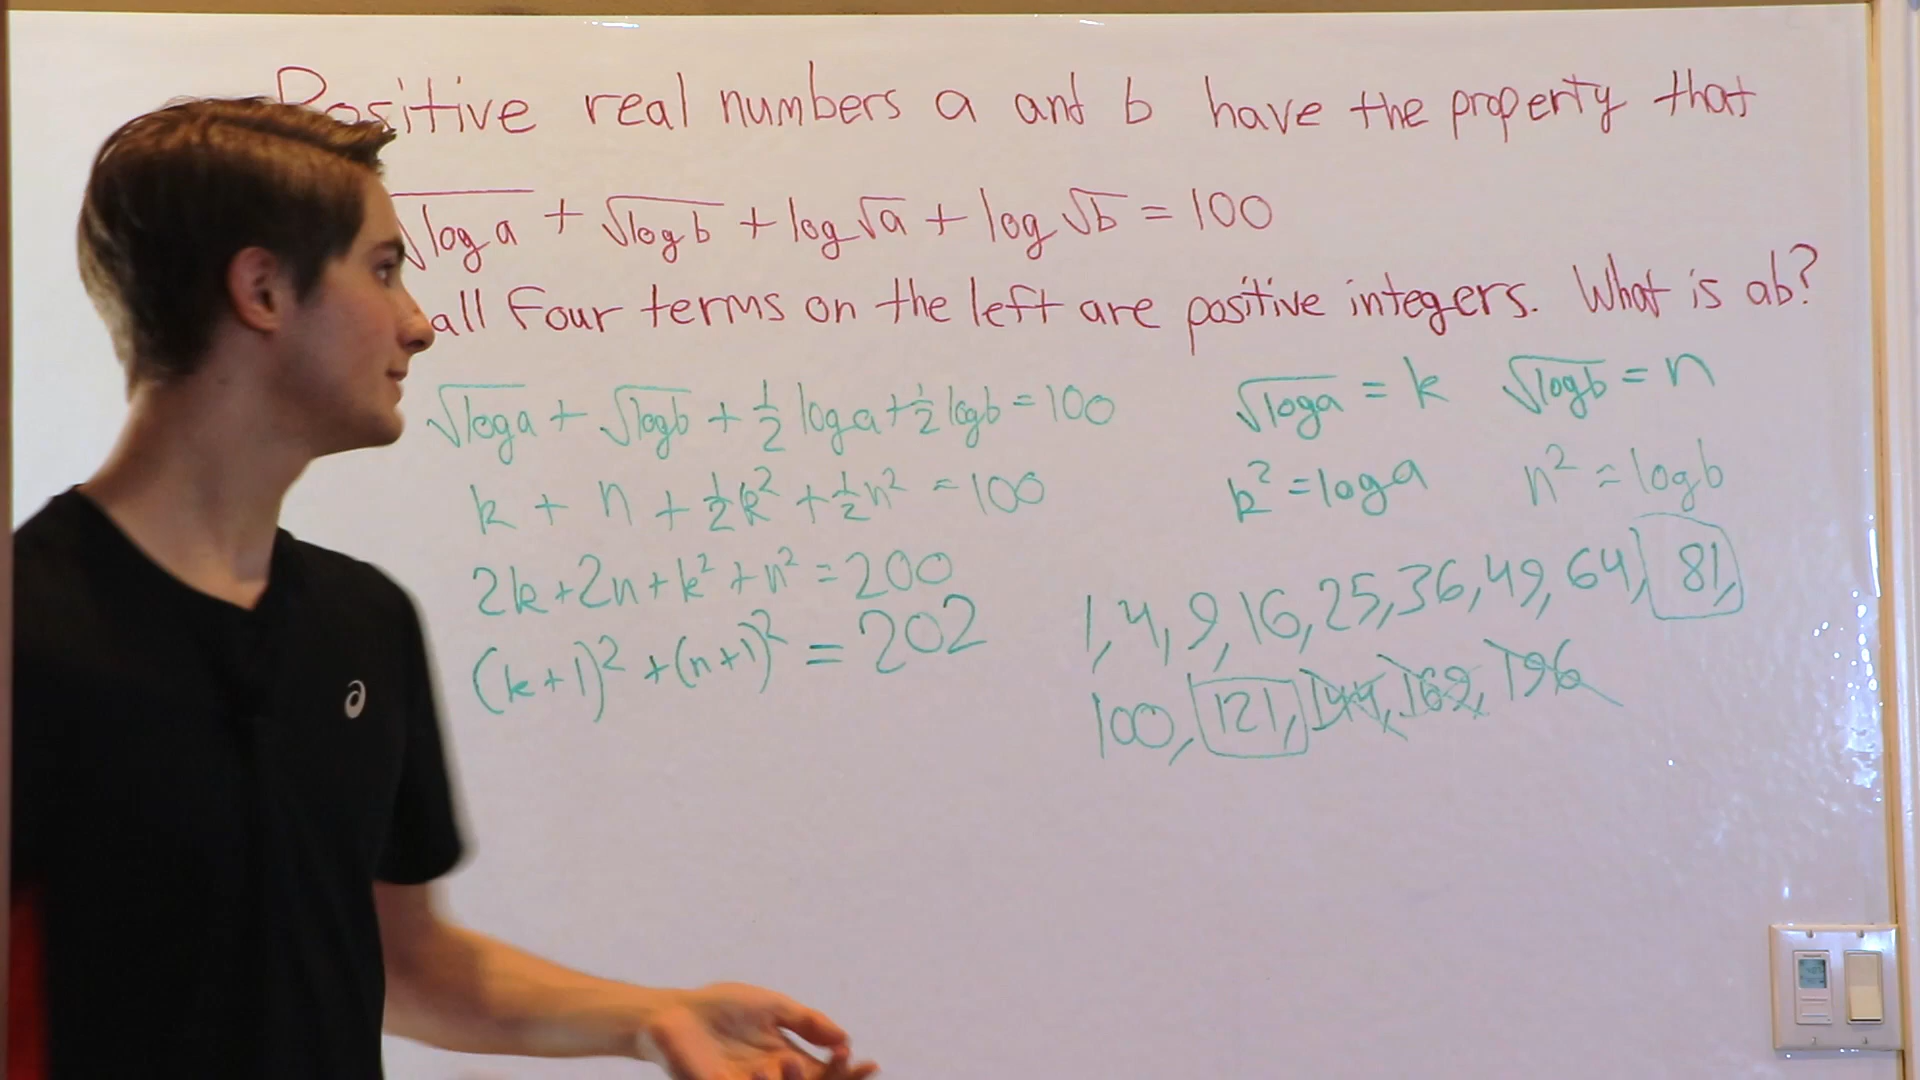 Positive real numbers a and b have the property that
√log a + √log b + log √a + log √b = 100
all four terms on the left are positive integers. What is ab?
√log a + √log b + ½ log a + ½ log b = 100
√log a = k √log b = n
k + n + ½k² + ½n² = 100
k² = log a n² = log b
2k + 2n + k² + n² = 200
(k+1)² + (n+1)² = 202
1, 4, 9, 16, 25, 36, 49, 64, 81,
100, 121, 144, 169, 196